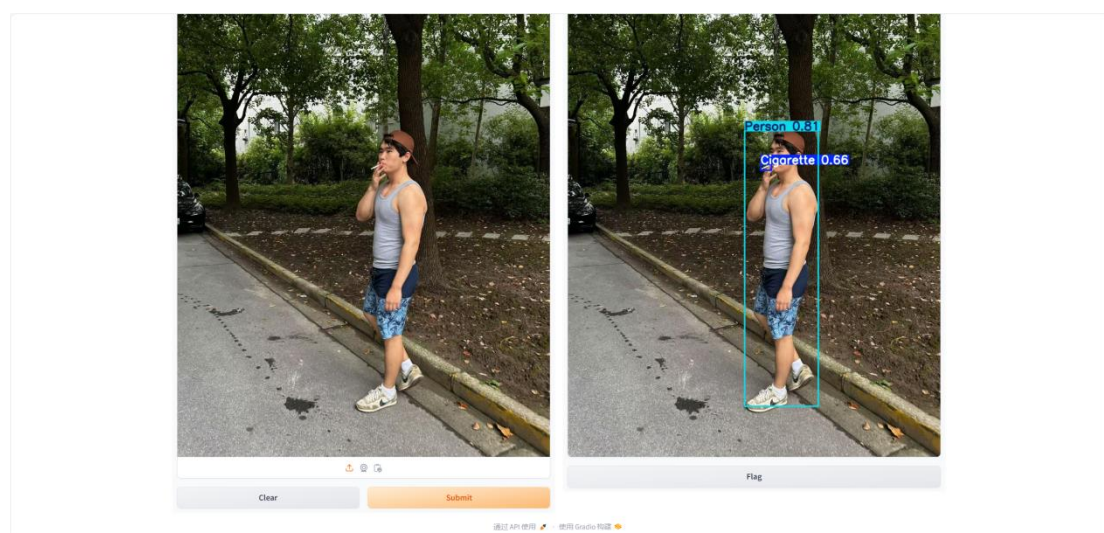 Person 0.81
Cigarette 0.66
Flag
Clear
Submit
通过 API 使用 · 使用 Gradio 构建